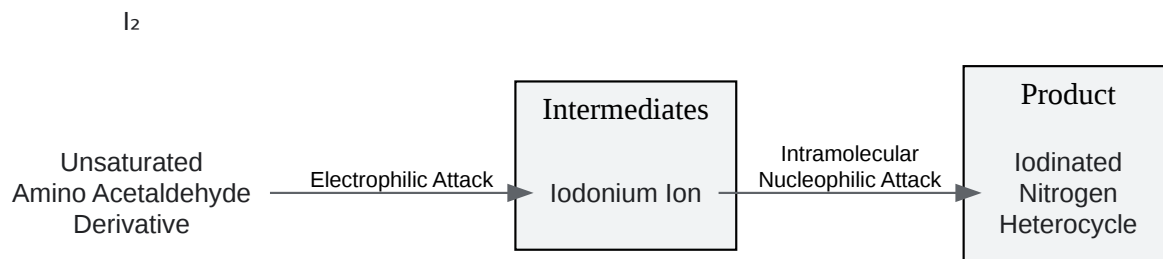 I₂
Unsaturated
Amino Acetaldehyde
Derivative
Electrophilic Attack
Intermediates
Iodonium Ion
Intramolecular
Nucleophilic Attack
Product
Iodinated
Nitrogen
Heterocycle